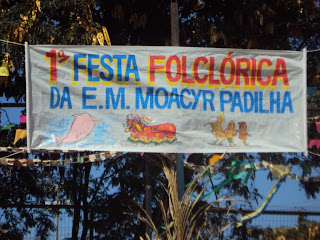 1ª FESTA FOLCLÓRICA
DA E.M. MOACYR PADILHA